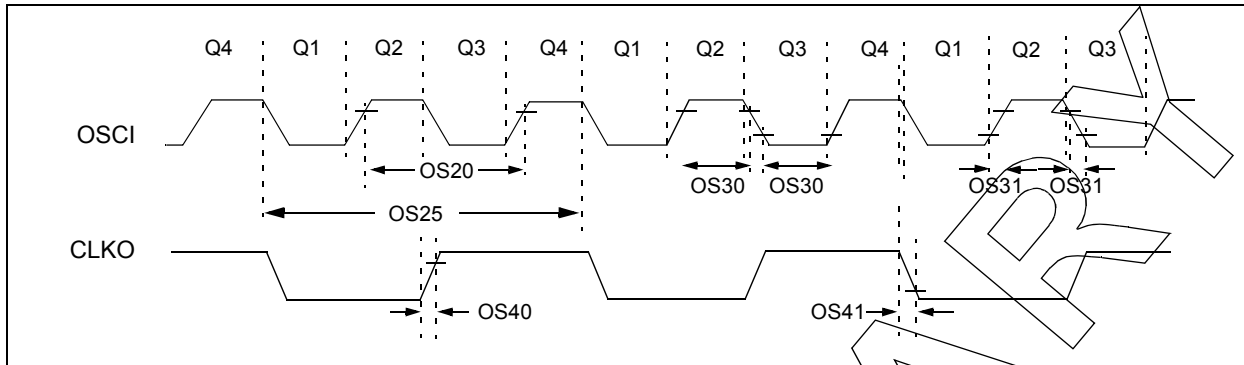 Q4 Q1 Q2 Q3 Q4 Q1 Q2 Q3 Q4 Q1 Q2 Q3
OSCI
OS20 OS30 OS30 OS31 OS31
OS25
CLKO
OS40 OS41